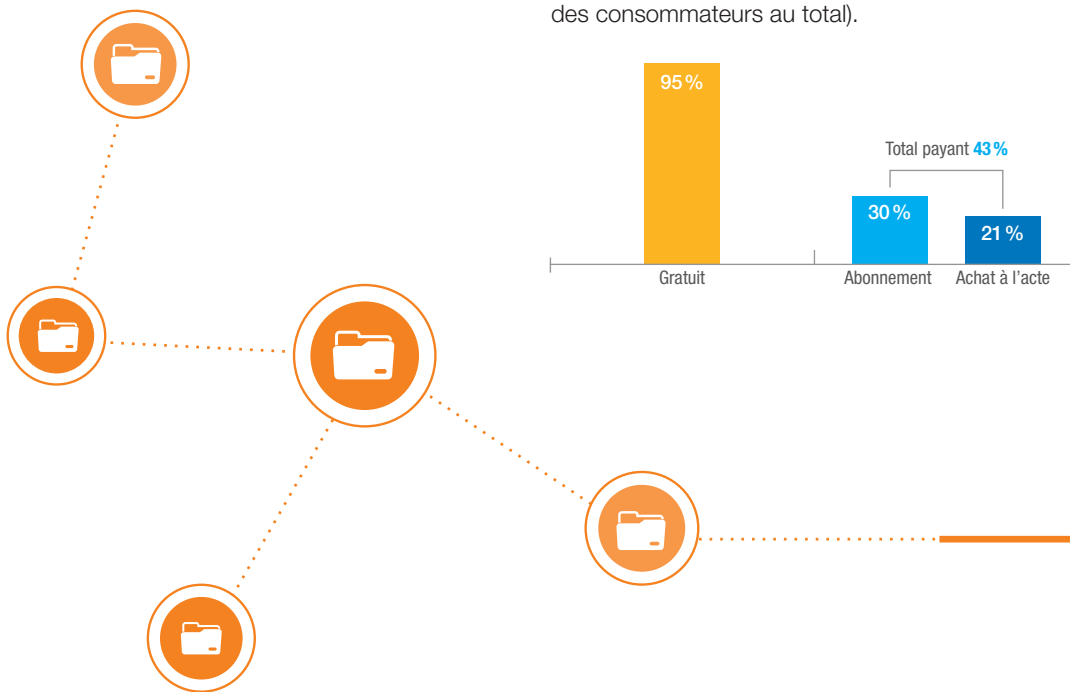 des consommateurs au total).
95 %
Total payant 43 %
30 %
21 %
Gratuit
Abonnement
Achat à l’acte